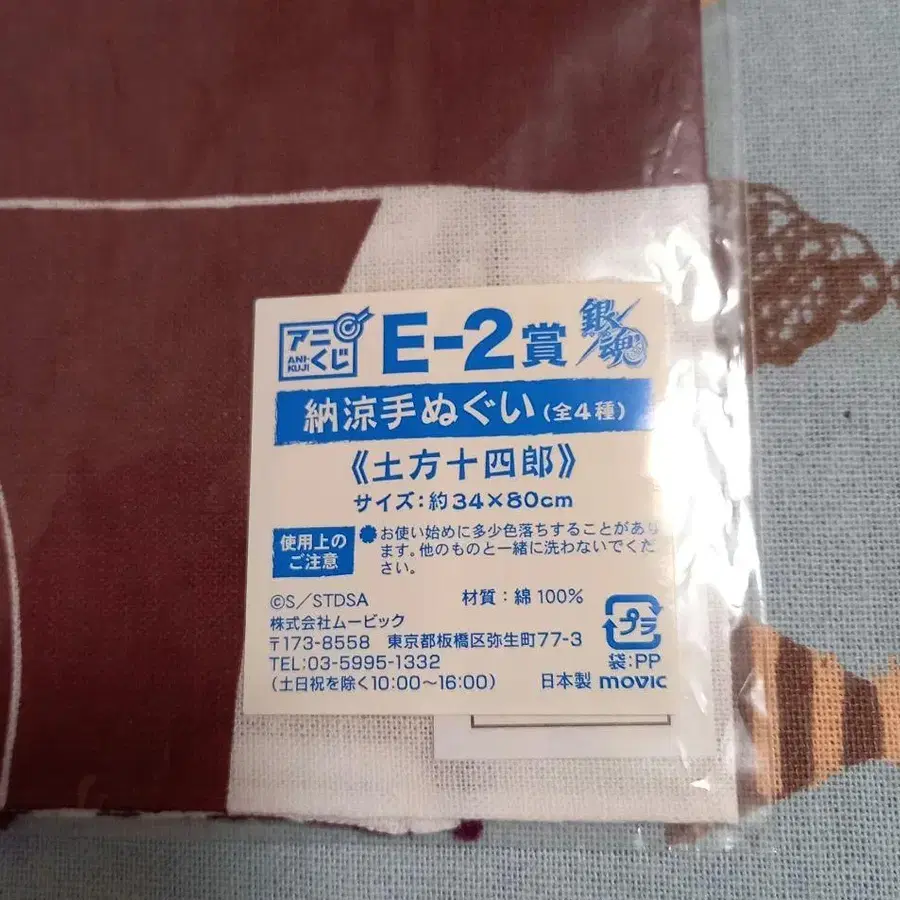 アニくじ
ANI-KUJI
E-2賞
銀魂
納涼手ぬぐい(全4種)
《土方十四郎》
サイズ：約34×80cm
使用上のご注意
●お使い始めに多少色落ちすることがあり
ます。他のものと一緒に洗わないでくだ
さい。
©S／STDSA
材質：綿100%
株式会社ムービック
〒173-8558 東京都板橋区弥生町77-3
TEL:03-5995-1332
(土日祝を除く10:00～16:00)
プラ
袋:PP
日本製 movic